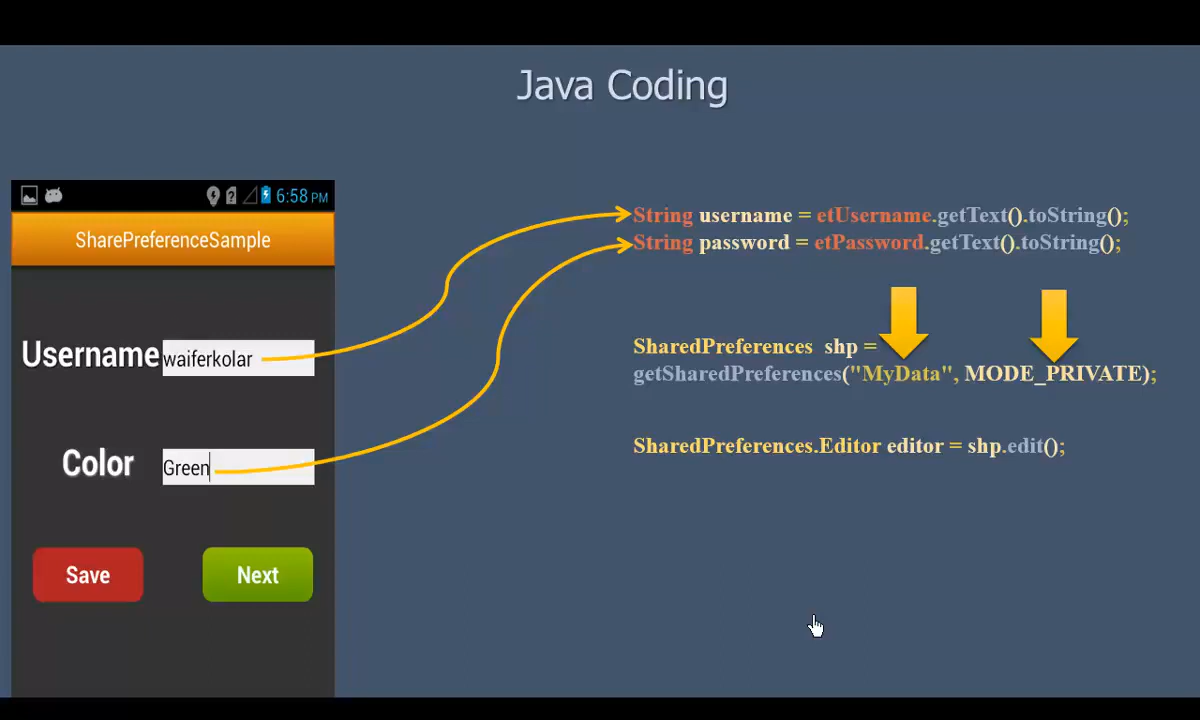 Java Coding
6:58 PM
SharePreferenceSample
Username waiferkolar
Color Green
Save Next
String username = etUsername.getText().toString();
String password = etPassword.getText().toString();
SharedPreferences shp =
getSharedPreferences("MyData", MODE_PRIVATE);
SharedPreferences.Editor editor = shp.edit();